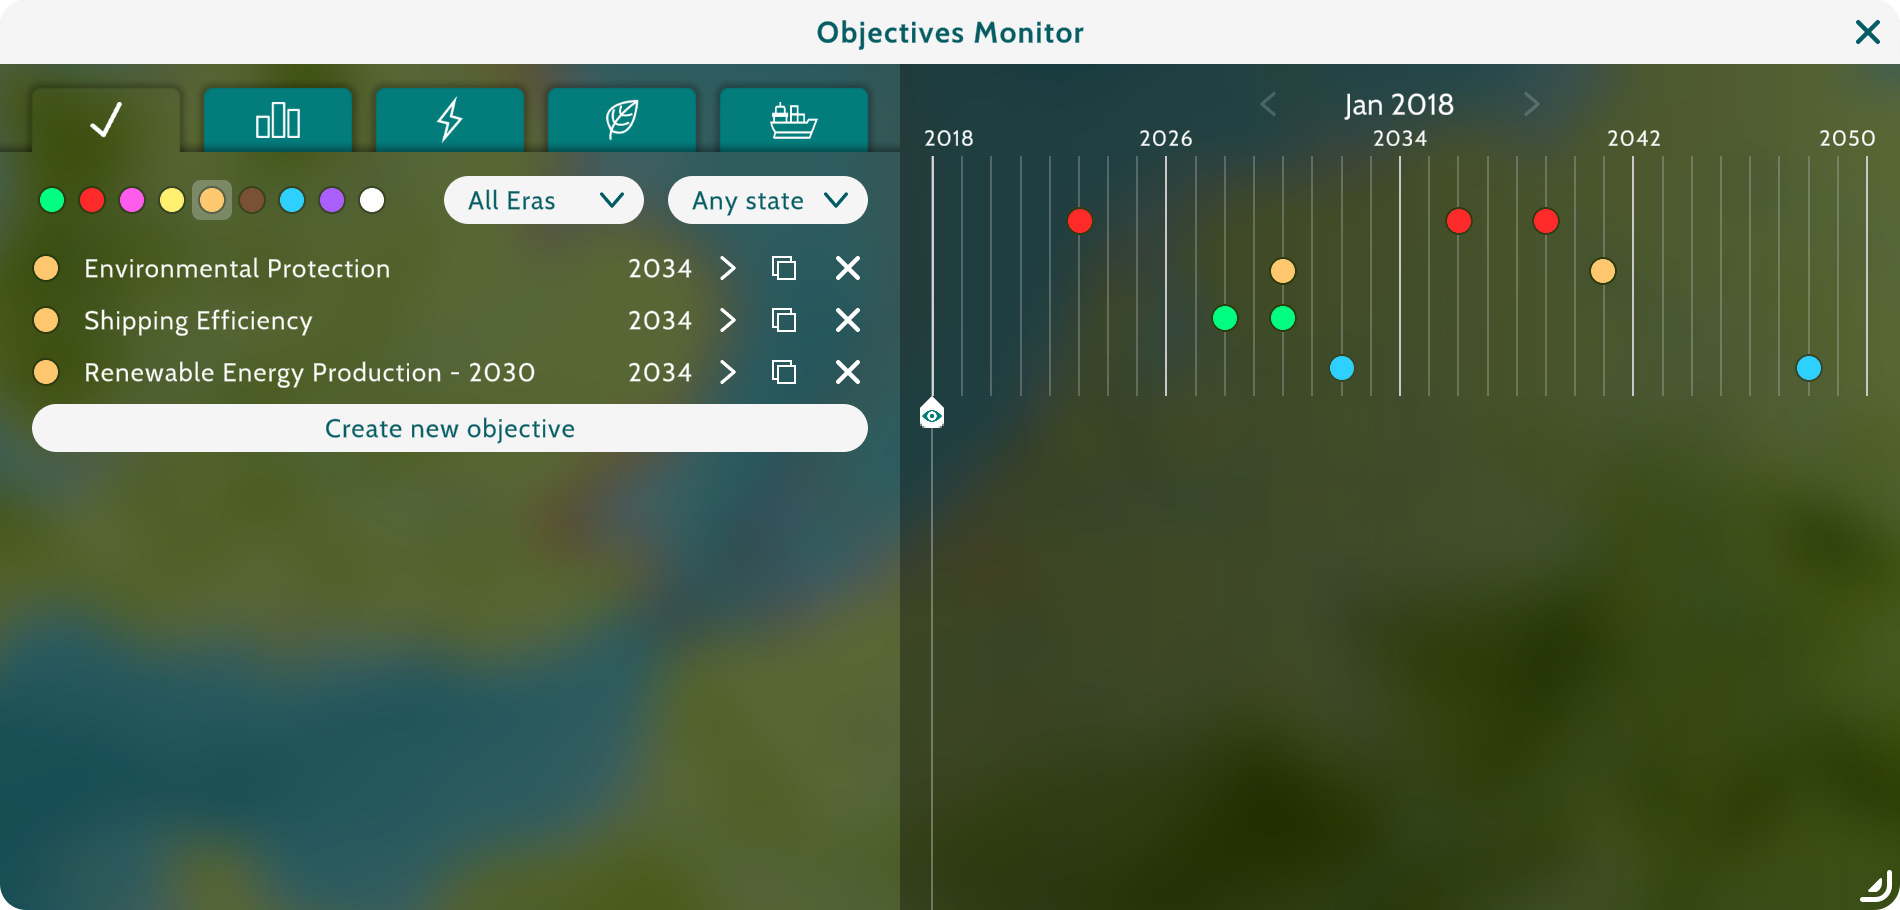 Objectives Monitor
All Eras
Any state
Environmental Protection 2034
Shipping Efficiency 2034
Renewable Energy Production - 2030 2034
Create new objective
Jan 2018
2018 2026 2034 2042 2050